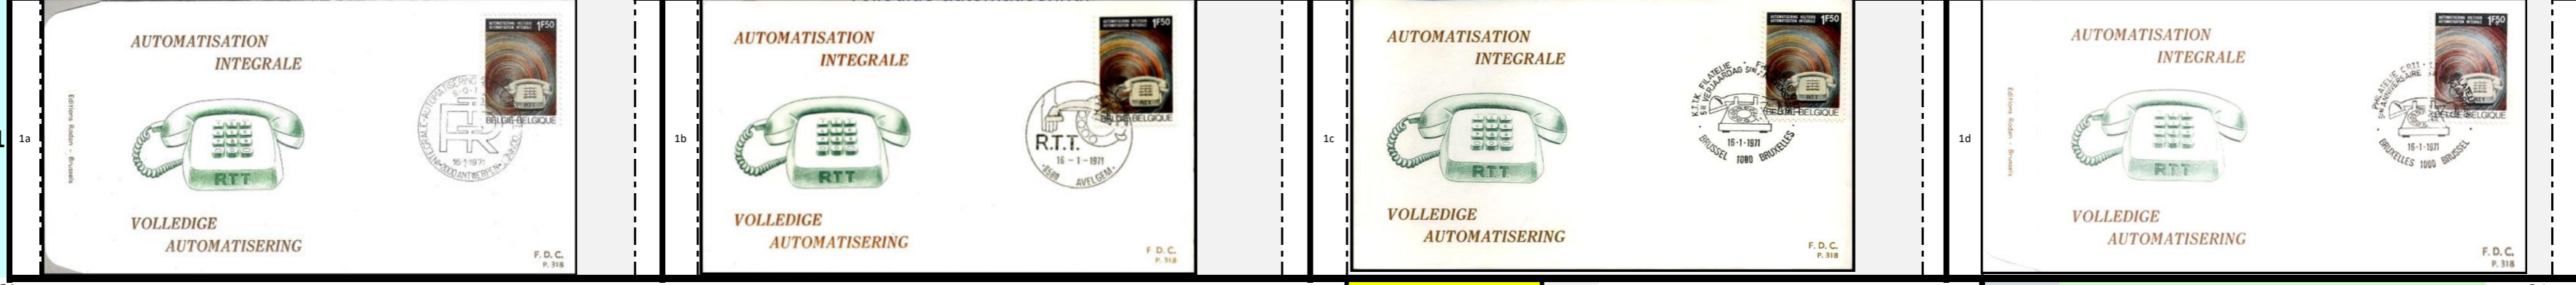 1a
AUTOMATISATION
INTEGRALE
RTT
VOLLEDIGE
AUTOMATISERING
Editions Rodan - Brussels
1F50
BELGIE-BELGIQUE
16-1-1971
2000 ANTWERPEN
F. D. C.
P. 318
1b
AUTOMATISATION
INTEGRALE
RTT
VOLLEDIGE
AUTOMATISERING
1F50
BELGIE-BELGIQUE
R.T.T.
16-1-1971
AVELGEM
F. D. C.
P. 318
1c
AUTOMATISATION
INTEGRALE
RTT
VOLLEDIGE
AUTOMATISERING
1F50
BELGIE-BELGIQUE
16-1-1971
BRUSSEL 1000 BRUXELLES
F. D. C.
P. 318
1d
AUTOMATISATION
INTEGRALE
RTT
VOLLEDIGE
AUTOMATISERING
Editions Rodan - Brussels
1F50
BELGIE-BELGIQUE
16-1-1971
BRUXELLES 1000 BRUSSEL
F. D. C.
P. 318